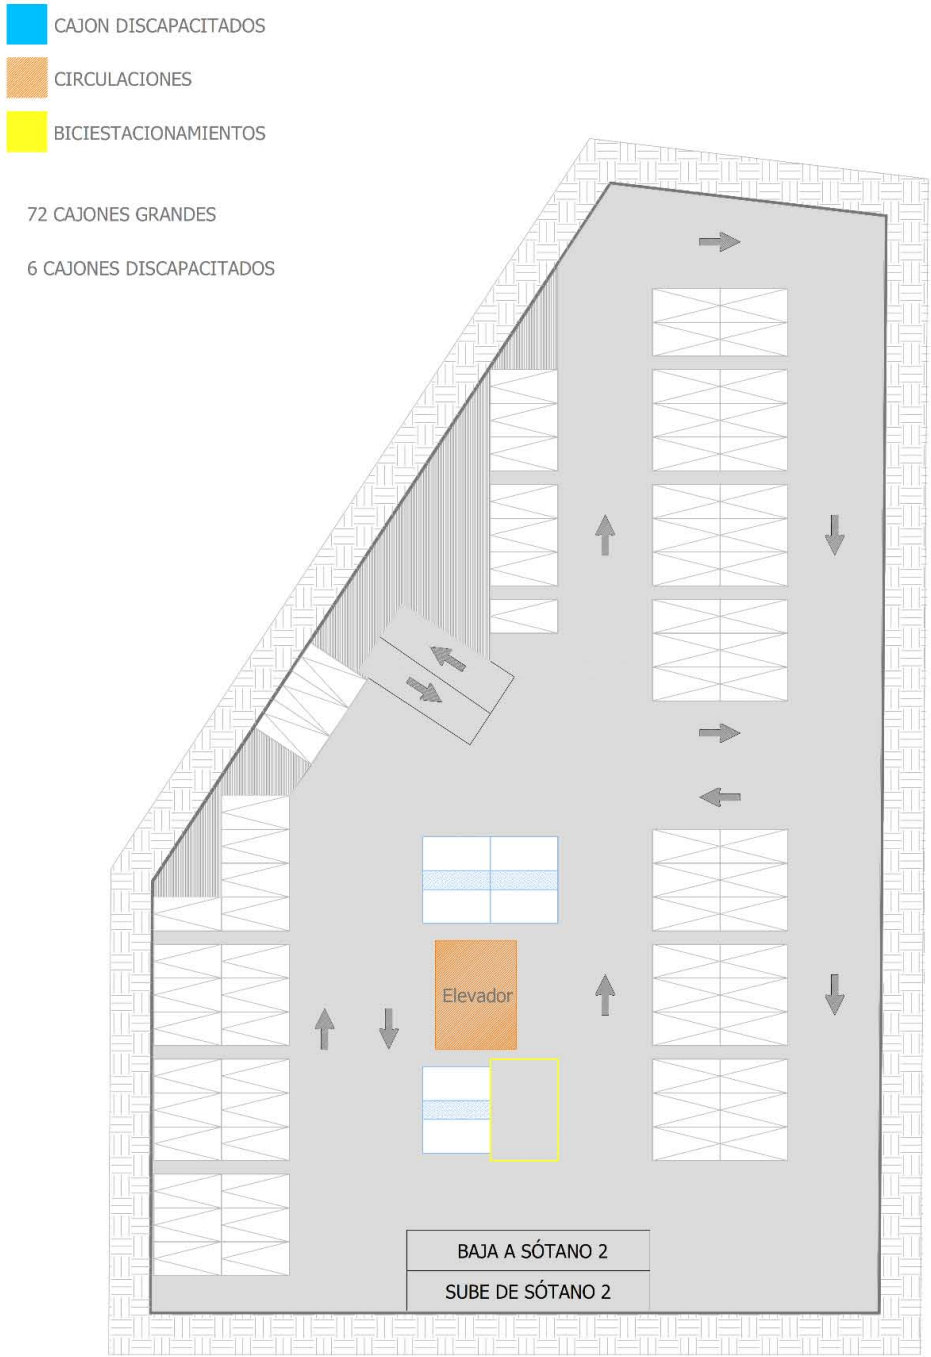 CAJON DISCAPACITADOS
CIRCULACIONES
BICIESTACIONAMIENTOS
72 CAJONES GRANDES
6 CAJONES DISCAPACITADOS
Elevador
BAJA A SÓTANO 2
SUBE DE SÓTANO 2